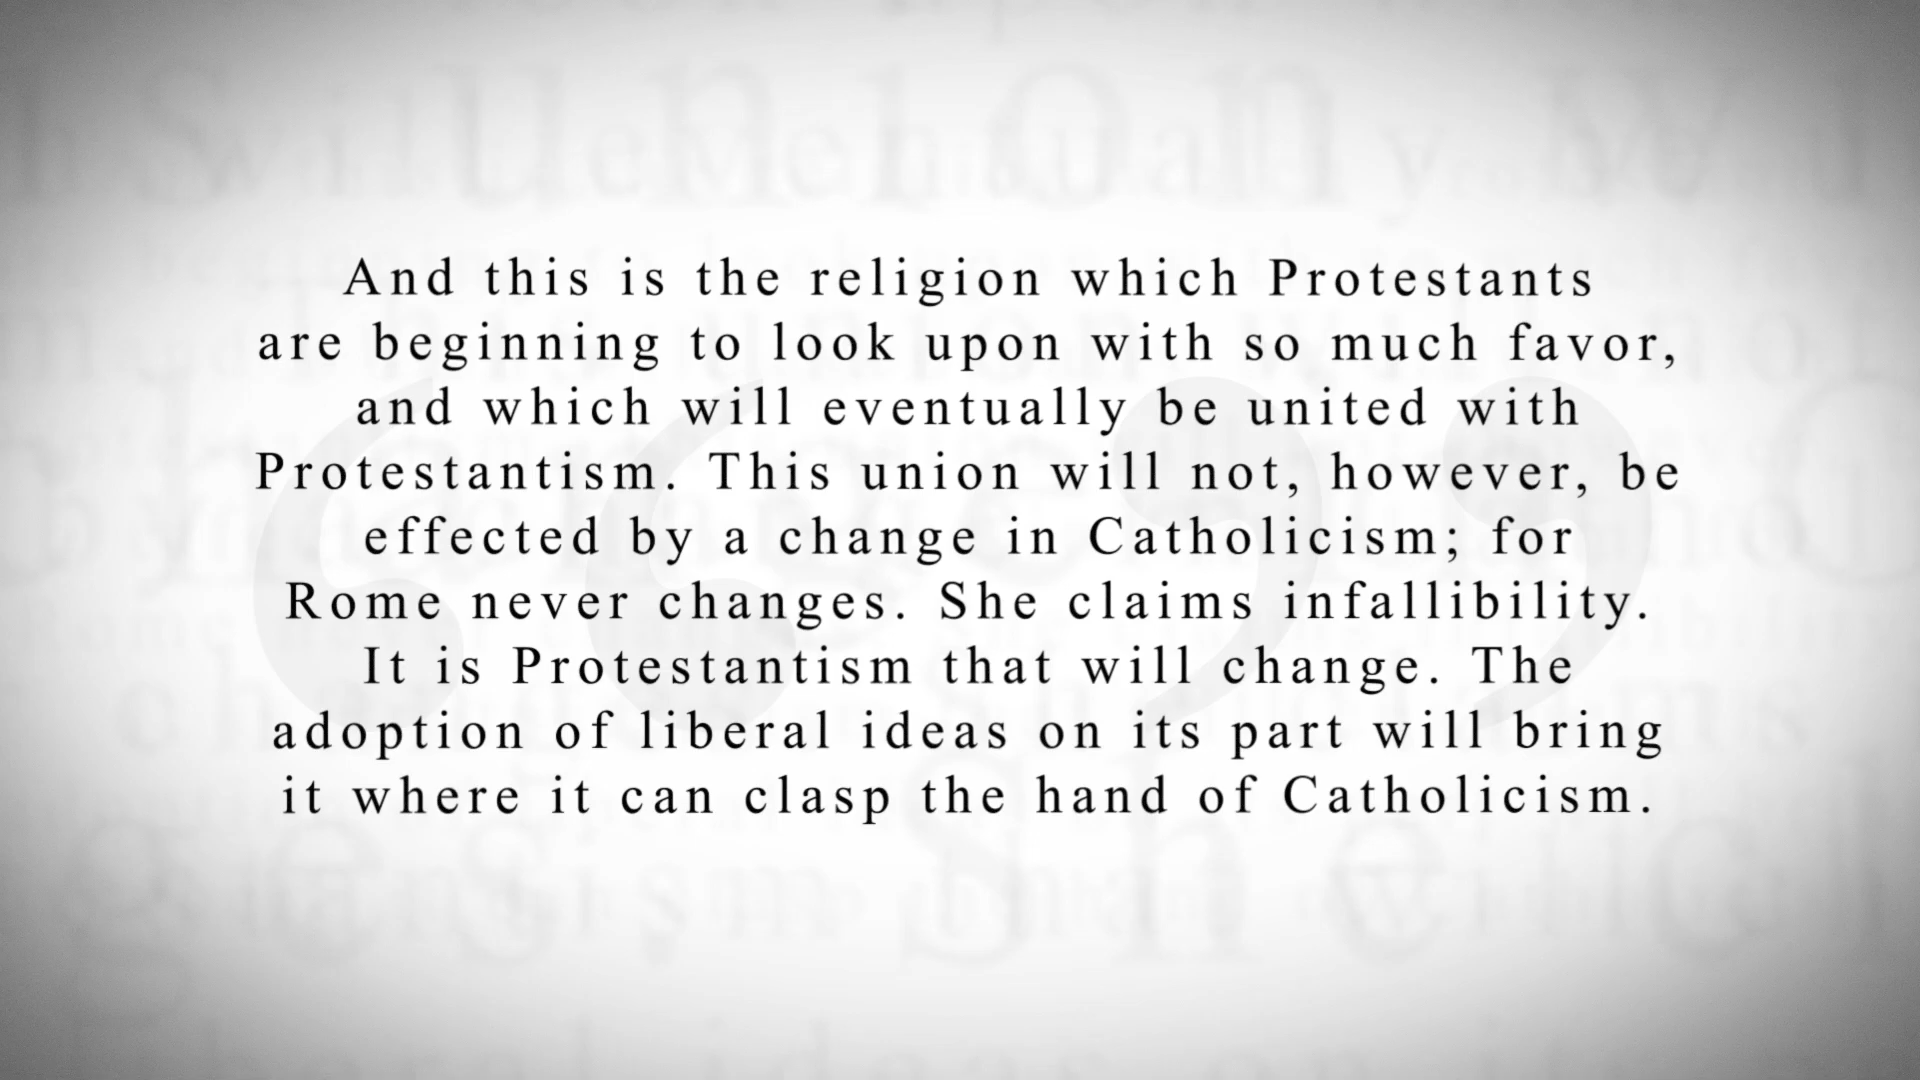 And this is the religion which Protestants
are beginning to look upon with so much favor,
and which will eventually be united with
Protestantism. This union will not, however, be
effected by a change in Catholicism; for
Rome never changes. She claims infallibility.
It is Protestantism that will change. The
adoption of liberal ideas on its part will bring
it where it can clasp the hand of Catholicism.